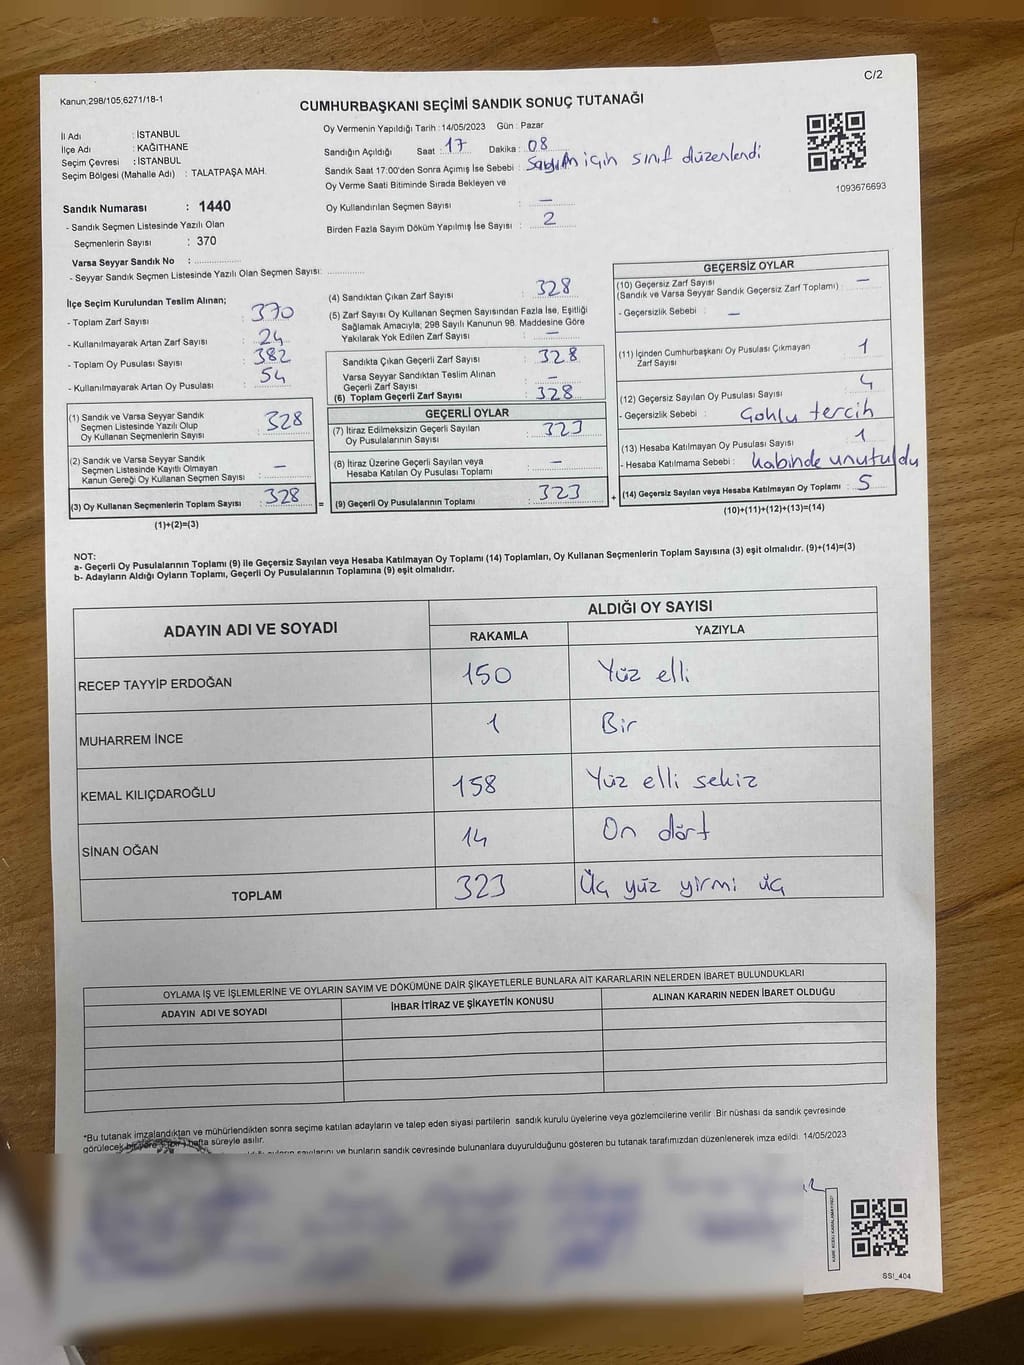 C/2
Kanun;298/105;6271/18-1
CUMHURBAŞKANI SEÇİMİ SANDIK SONUÇ TUTANAĞI
İl Adı : İSTANBUL
İlçe Adı : KAĞITHANE
Seçim Çevresi : İSTANBUL
Seçim Bölgesi (Mahalle Adı) : TALATPAŞA MAH.
Oy Vermenin Yapıldığı Tarih : 14/05/2023 Gün : Pazar
Sandığın Açıldığı Saat : 17 Dakika : 08
Sandık Saat 17:00'den Sonra Açımış İse Sebebi : Sayım için sınıf düzenlendi
Oy Verme Saati Bitiminde Sırada Bekleyen ve
Oy Kullandırılan Seçmen Sayısı : —
Birden Fazla Sayım Döküm Yapılmış İse Sayısı : 2
1093676693
Sandık Numarası : 1440
- Sandık Seçmen Listesinde Yazılı Olan
Seçmenlerin Sayısı : 370
Varsa Seyyar Sandık No : ..................
- Seyyar Sandık Seçmen Listesinde Yazılı Olan Seçmen Sayısı: ..............
İlçe Seçim Kurulundan Teslim Alınan;
- Toplam Zarf Sayısı : 370
- Kullanılmayarak Artan Zarf Sayısı : 24
- Toplam Oy Pusulası Sayısı : 382
- Kullanılmayarak Artan Oy Pusulası : 54
(1) Sandık ve Varsa Seyyar Sandık
Seçmen Listesinde Yazılı Olup
Oy Kullanan Seçmenlerin Sayısı : 328
(2) Sandık ve Varsa Seyyar Sandık
Seçmen Listesinde Kayıtlı Olmayan
Kanun Gereği Oy Kullanan Seçmen Sayısı : —
(3) Oy Kullanan Seçmenlerin Toplam Sayısı : 328 =
(1)+(2)=(3)
(4) Sandıktan Çıkan Zarf Sayısı : 328
(5) Zarf Sayısı Oy Kullanan Seçmen Sayısından Fazla İse, Eşitliği
Sağlamak Amacıyla; 298 Sayılı Kanunun 98. Maddesine Göre
Yakılarak Yok Edilen Zarf Sayısı : —
Sandıkta Çıkan Geçerli Zarf Sayısı : 328
Varsa Seyyar Sandıktan Teslim Alınan
Geçerli Zarf Sayısı : —
(6) Toplam Geçerli Zarf Sayısı : 328
GEÇERLİ OYLAR
(7) İtiraz Edilmeksizin Geçerli Sayılan
Oy Pusulalarının Sayısı : 323
(8) İtiraz Üzerine Geçerli Sayılan veya
Hesaba Katılan Oy Pusulası Toplamı : —
(9) Geçerli Oy Pusulalarının Toplamı : 323 +
GEÇERSİZ OYLAR
(10) Geçersiz Zarf Sayısı
(Sandık ve Varsa Seyyar Sandık Geçersiz Zarf Toplamı) : —
- Geçersizlik Sebebi : —
(11) İçinden Cumhurbaşkanı Oy Pusulası Çıkmayan
Zarf Sayısı : 1
(12) Geçersiz Sayılan Oy Pusulası Sayısı : 4
- Geçersizlik Sebebi : Çoklu tercih
(13) Hesaba Katılmayan Oy Pusulası Sayısı : 1
- Hesaba Katılmama Sebebi : kabinde unutuldu
(14) Geçersiz Sayılan veya Hesaba Katılmayan Oy Toplamı : 5
(10)+(11)+(12)+(13)=(14)
NOT:
a- Geçerli Oy Pusulalarının Toplamı (9) ile Geçersiz Sayılan veya Hesaba Katılmayan Oy Toplamı (14) Toplamları, Oy Kullanan Seçmenlerin Toplam Sayısına (3) eşit olmalıdır. (9)+(14)=(3)
b- Adayların Aldığı Oyların Toplamı, Geçerli Oy Pusulalarının Toplamına (9) eşit olmalıdır.
ADAYIN ADI VE SOYADI
ALDIĞI OY SAYISI
RAKAMLA YAZIYLA
RECEP TAYYİP ERDOĞAN 150 Yüz elli
MUHARREM İNCE 1 Bir
KEMAL KILIÇDAROĞLU 158 Yüz elli sekiz
SİNAN OĞAN 14 On dört
TOPLAM 323 Üç yüz yirmi üç
OYLAMA İŞ VE İŞLEMLERİNE VE OYLARIN SAYIM VE DÖKÜMÜNE DAİR ŞİKAYETLERLE BUNLARA AİT KARARLARIN NELERDEN İBARET BULUNDUKLARI
ADAYIN ADI VE SOYADI İHBAR İTİRAZ VE ŞİKAYETİN KONUSU ALINAN KARARIN NEDEN İBARET OLDUĞU
*Bu tutanak imzalandıktan ve mühürlendikten sonra seçime katılan adayların ve talep eden siyasi partilerin sandık kurulu üyelerine veya gözlemcilerine verilir. Bir nüshası da sandık çevresinde
görülecek bir yere hafta süreyle asılır.
sayılarını ve bunların sandık çevresinde bulunanlara duyurulduğunu gösteren bu tutanak tarafımızdan düzenlenerek imza edildi. 14/05/2023
SSİ_404